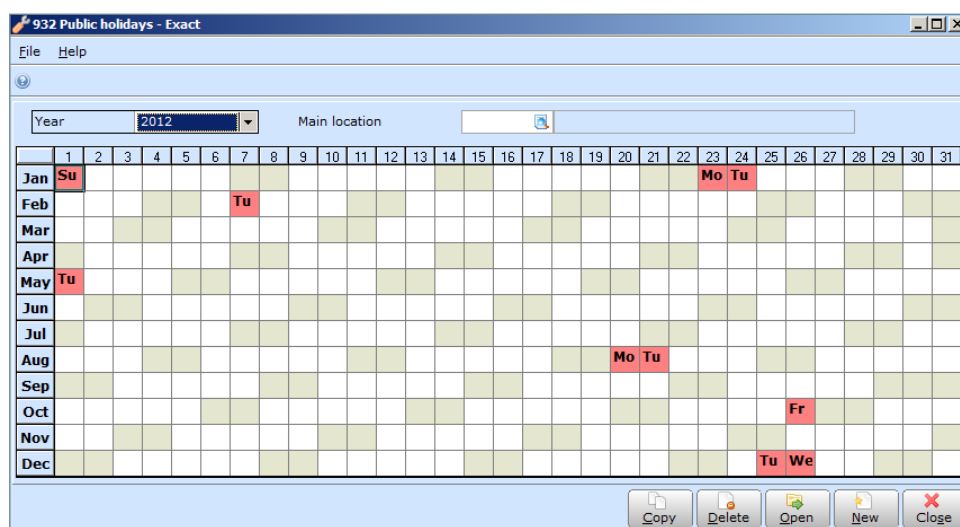 932 Public holidays - Exact
File Help
Year 2012 Main location
1 2 3 4 5 6 7 8 9 10 11 12 13 14 15 16 17 18 19 20 21 22 23 24 25 26 27 28 29 30 31
Jan Su Mo Tu
Feb Tu
Mar
Apr
May Tu
Jun
Jul
Aug Mo Tu
Sep
Oct Fr
Nov
Dec Tu We
Copy Delete Open New Close